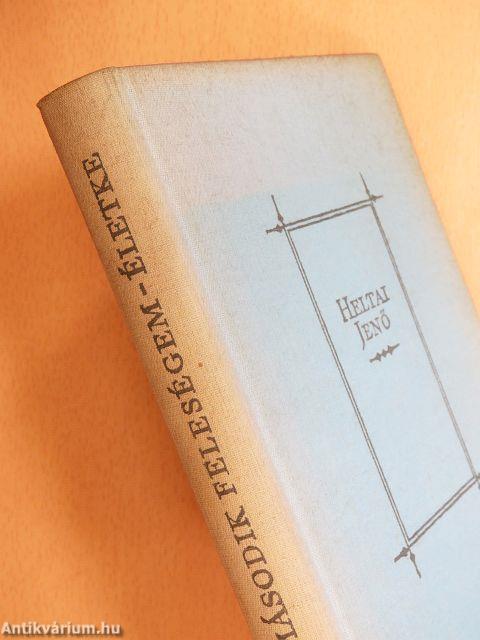 HELTAI
JENŐ
MÁSODIK FELESÉGEM - ÉLETKE
Antikvárium.hu